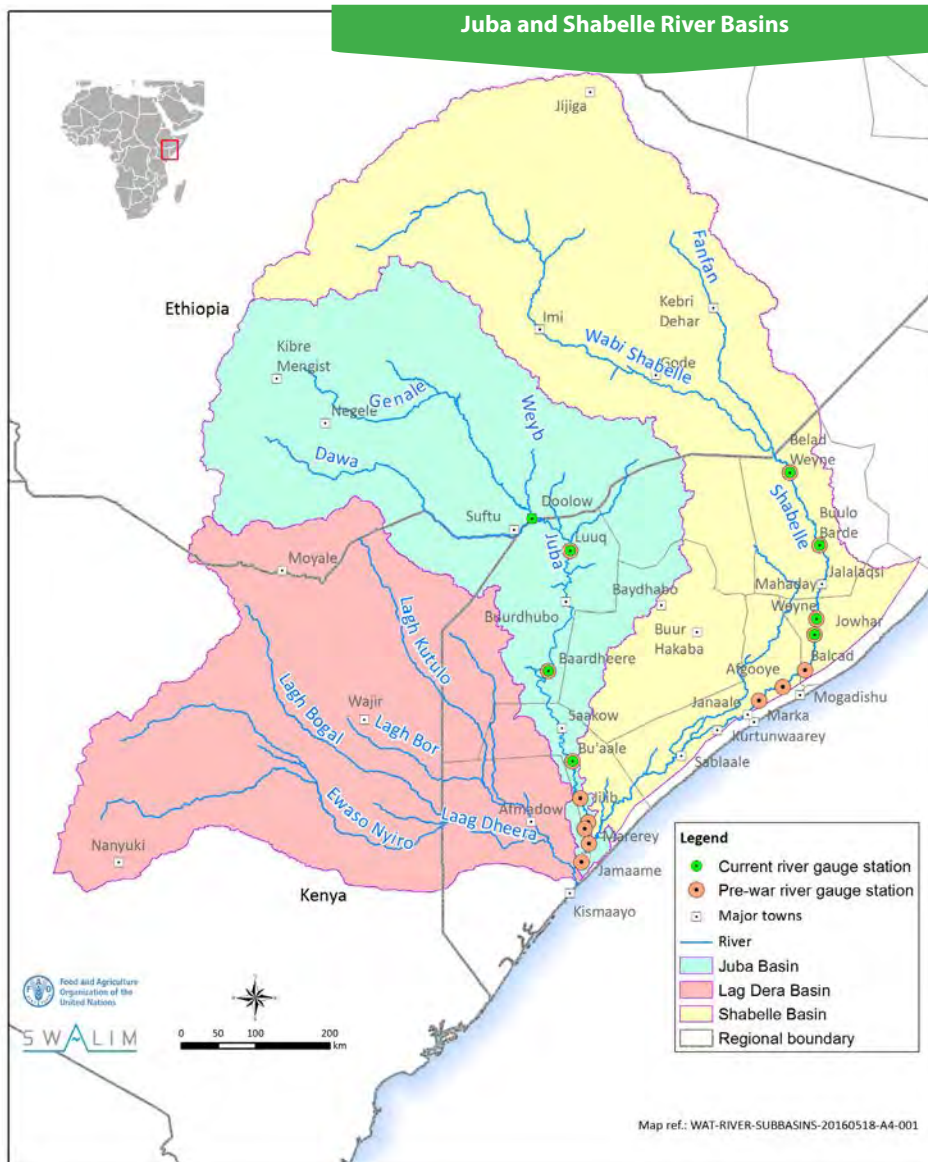 Juba and Shabelle River Basins
Jijiga
Fanfan
Ethiopia
Kebri
Dehar
Imi
Wabi Shabelle
Gode
Kibre
Mengist
Genale
Negele
Weyb
Dawa
Belad
Weyne
Shabelle
Doolow
Suftu
Buulo
Barde
Luuq
Juba
Moyale
Jalalaqsi
Mahaday
Weyne
Baydhabo
Buurdhubo
Jowhar
Buur
Hakaba
Lagh Kutulo
Baardheere
Balcad
Afgooye
Mogadishu
Lagh Bogal
Wajir
Lagh Bor
Janaale
Marka
Saakow
Kurtunwaarey
Bu'aale
Sablaale
Jilib
Afmadow
Laag Dheera
Ewaso Nyiro
Marerey
Nanyuki
Jamaame
Kenya
Kismaayo
Legend
Current river gauge station
Pre-war river gauge station
Major towns
River
Juba Basin
Lag Dera Basin
Shabelle Basin
Regional boundary
FAO
Food and Agriculture
Organization of the
United Nations
SWALIM
0 50 100 200
km
Map ref.: WAT-RIVER-SUBBASINS-20160518-A4-001